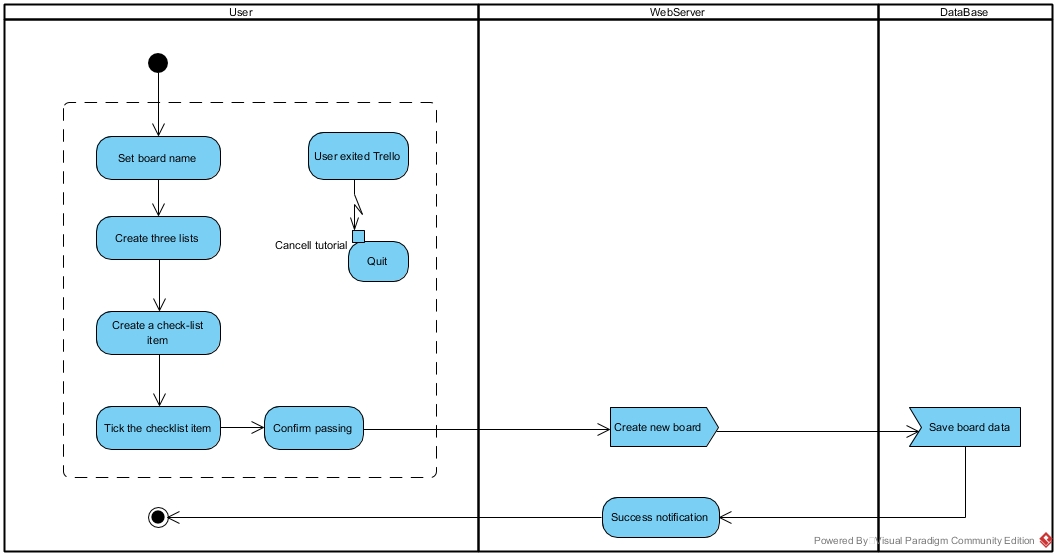 User
WebServer
DataBase
Set board name
User exited Trello
Create three lists
Cancell tutorial
Quit
Create a check-list
item
Tick the checklist item
Confirm passing
Create new board
Save board data
Success notification
Powered By Visual Paradigm Community Edition